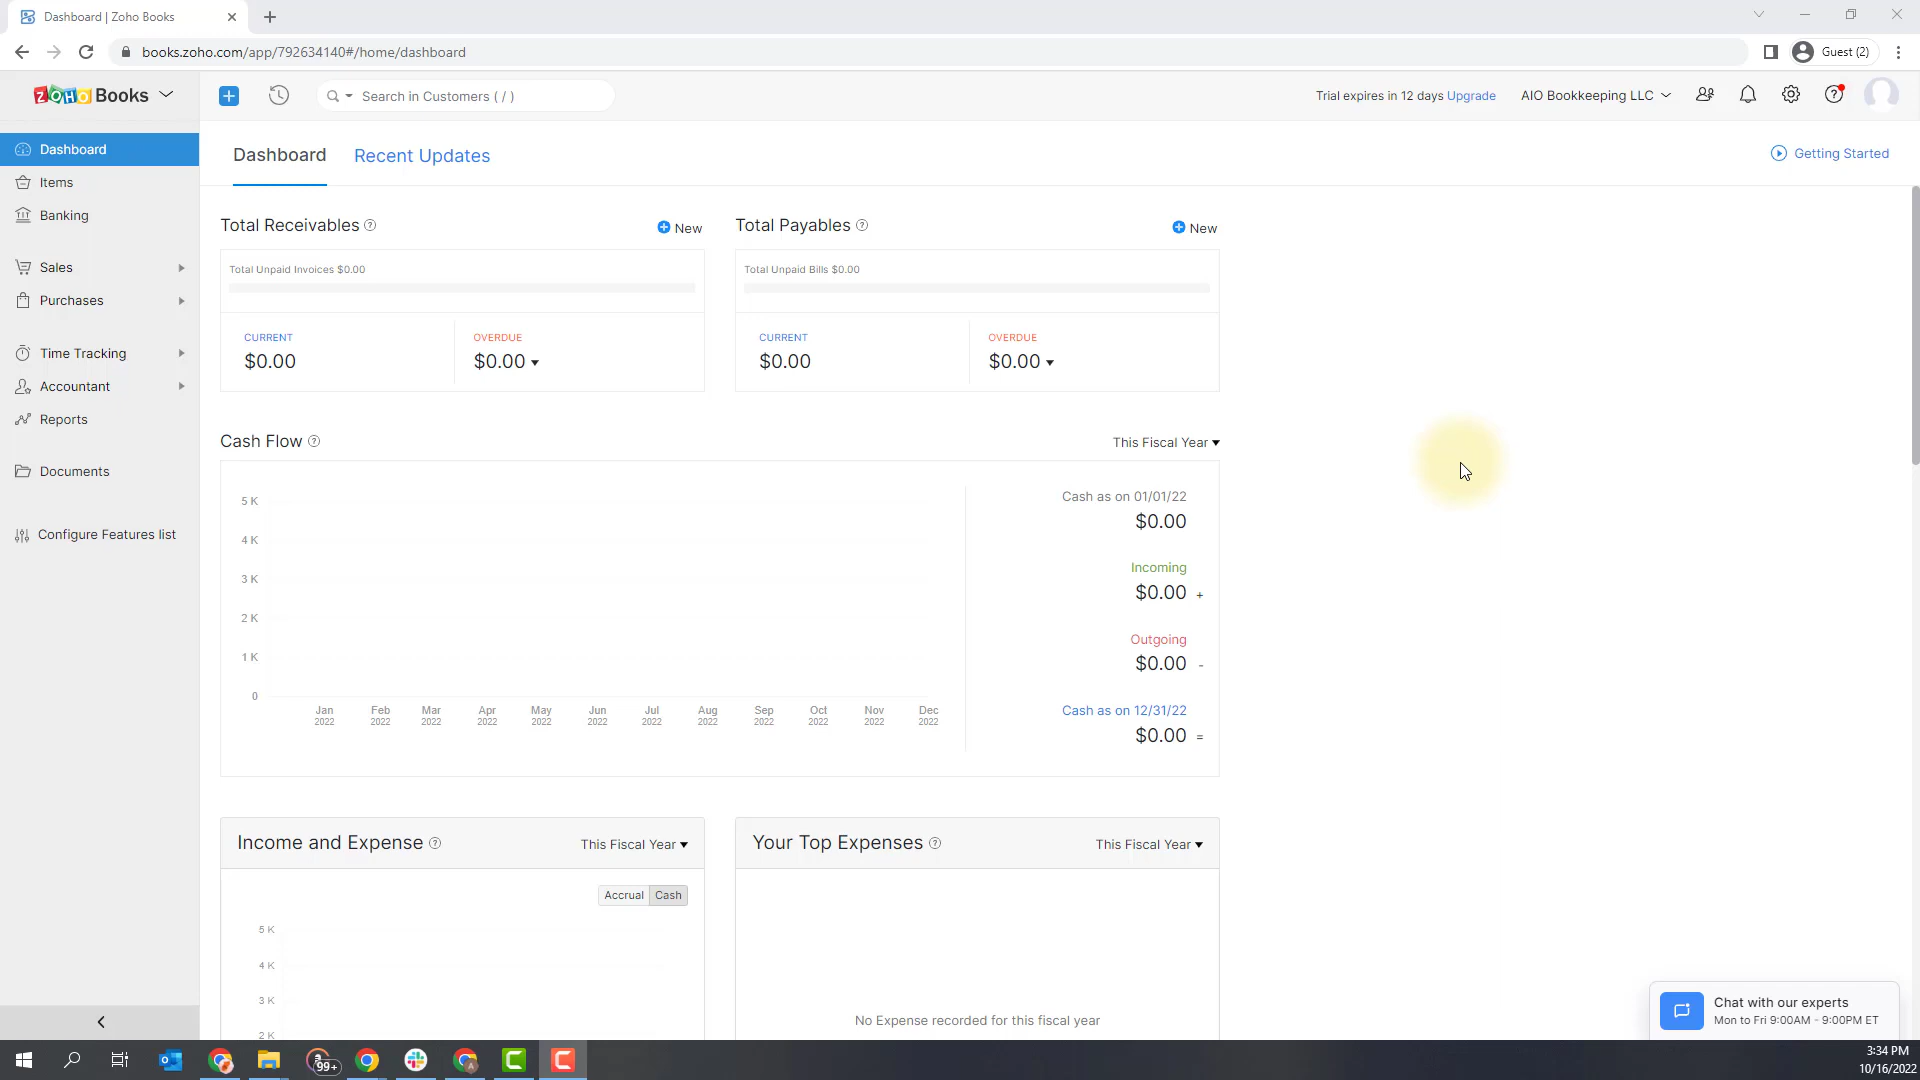 Dashboard | Zoho Books
books.zoho.com/app/792634140#/home/dashboard
Guest (2)
ZOHO Books
Search in Customers ( / )
Trial expires in 12 days Upgrade
AIO Bookkeeping LLC
Dashboard
Items
Banking
Sales
Purchases
Time Tracking
Accountant
Reports
Documents
Configure Features list
Dashboard
Recent Updates
Getting Started
Total Receivables
New
Total Unpaid Invoices $0.00
CURRENT
$0.00
OVERDUE
$0.00
Total Payables
New
Total Unpaid Bills $0.00
CURRENT
$0.00
OVERDUE
$0.00
Cash Flow
This Fiscal Year
5 K
4 K
3 K
2 K
1 K
0
Jan Feb Mar Apr May Jun Jul Aug Sep Oct Nov Dec
2022 2022 2022 2022 2022 2022 2022 2022 2022 2022 2022 2022
Cash as on 01/01/22
$0.00
Incoming
$0.00 +
Outgoing
$0.00 -
Cash as on 12/31/22
$0.00 =
Income and Expense
This Fiscal Year
Accrual Cash
5 K
4 K
3 K
2 K
Your Top Expenses
This Fiscal Year
No Expense recorded for this fiscal year
Chat with our experts
Mon to Fri 9:00AM - 9:00PM ET
99+
3:34 PM
10/16/2022